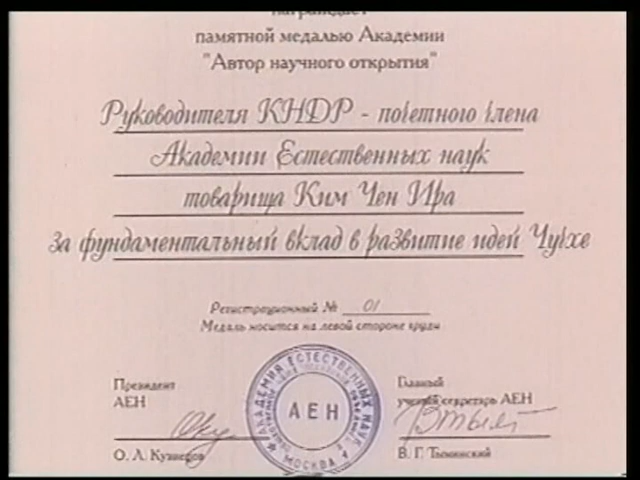 награждает
памятной медалью Академии
"Автор научного открытия"
Руководителя КНДР - почетного члена
Академии Естественных наук
товарища Ким Чен Ира
за фундаментальный вклад в развитие идей Чучхе
Регистрационный № 01
Медаль носится на левой стороне груди
Президент
АЕН
О. Л. Кузнецов
АКАДЕМИЯ ЕСТЕСТВЕННЫХ НАУК
АЕН
МОСКВА
Главный
ученый секретарь АЕН
В. Г. Тыминский